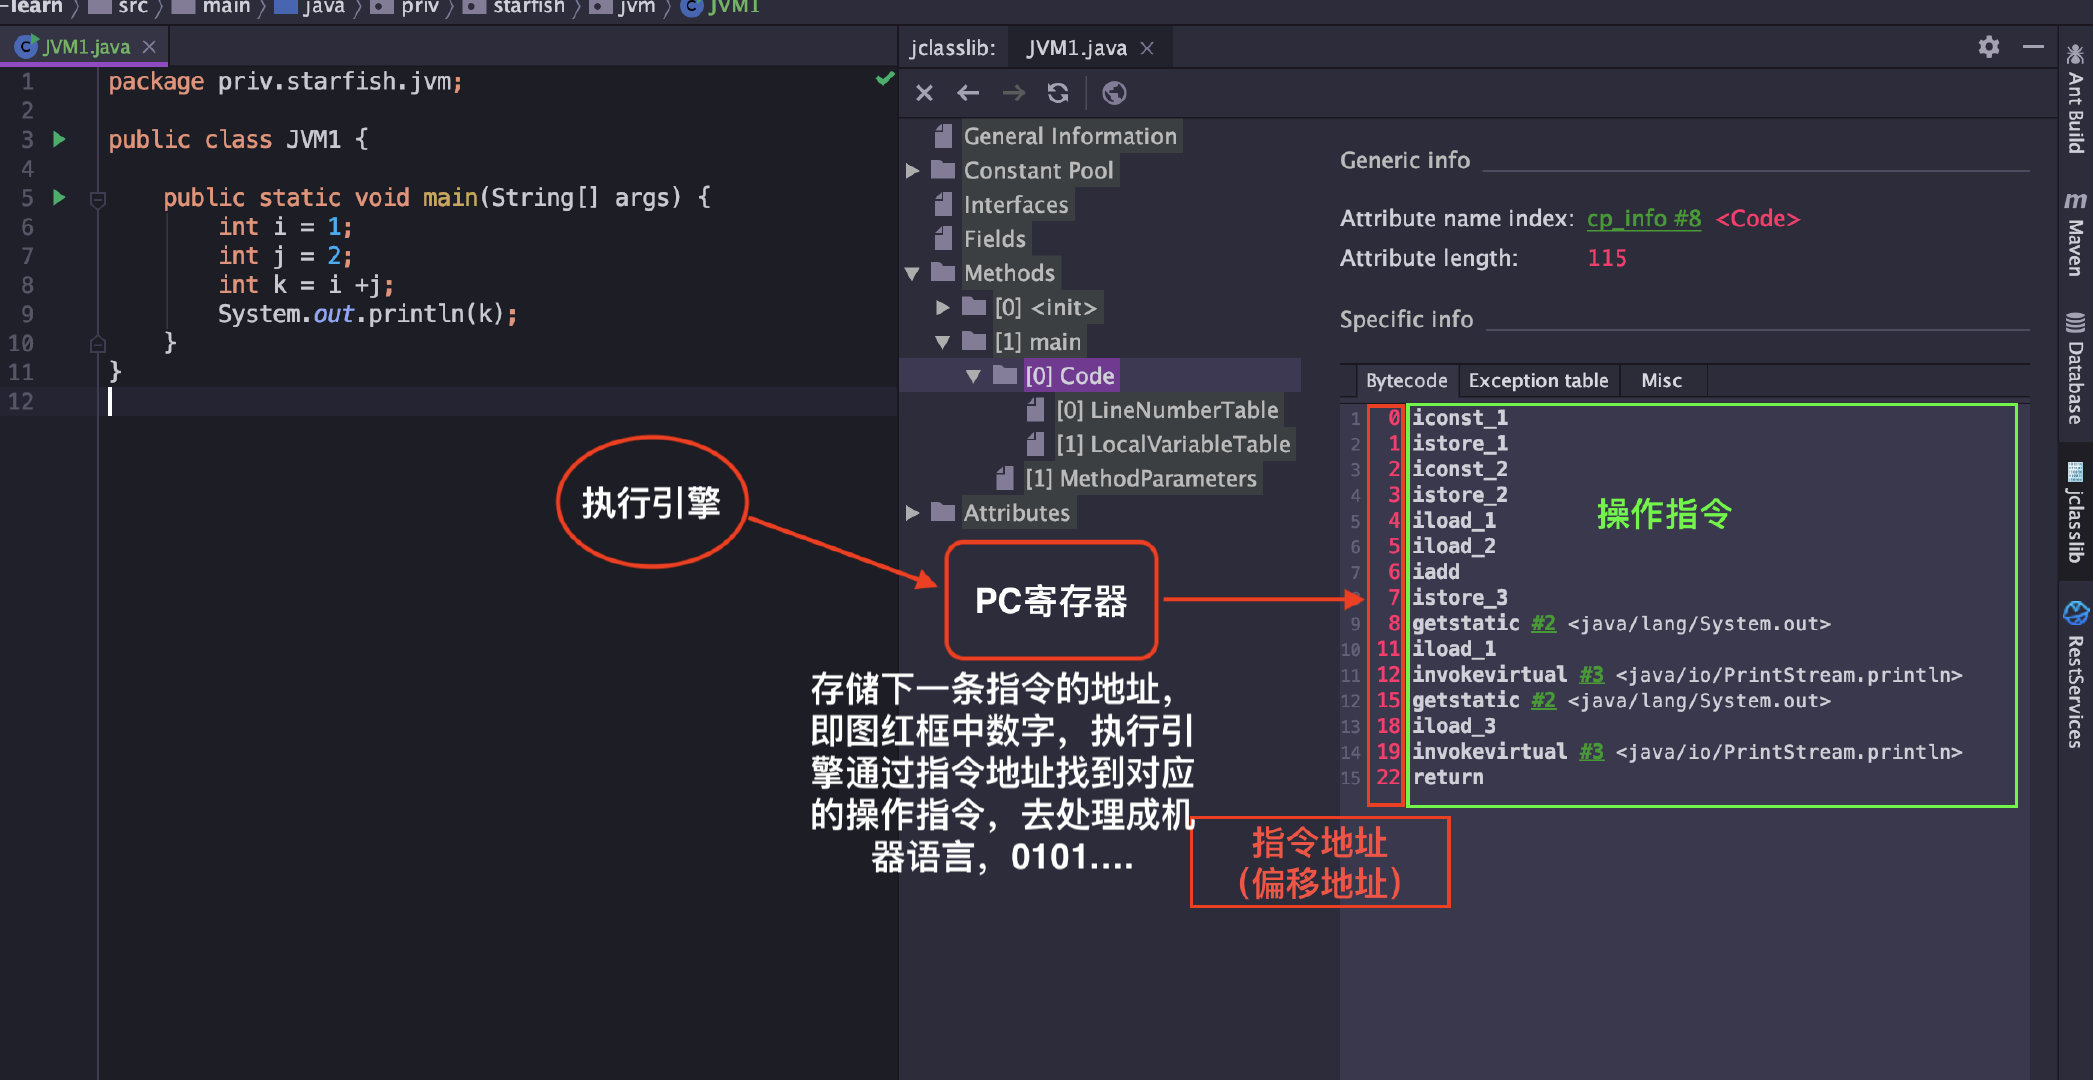 -learn src main java priv starfish jvm JVM1
JVM1.java
1 package priv.starfish.jvm;
2
3 public class JVM1 {
4
5 public static void main(String[] args) {
6 int i = 1;
7 int j = 2;
8 int k = i +j;
9 System.out.println(k);
10 }
11 }
12
执行引擎
PC寄存器
存储下一条指令的地址，
即图红框中数字，执行引
擎通过指令地址找到对应
的操作指令，去处理成机
器语言，0101....
jclasslib: JVM1.java
General Information
Constant Pool
Interfaces
Fields
Methods
[0] <init>
[1] main
[0] Code
[0] LineNumberTable
[1] LocalVariableTable
[1] MethodParameters
Attributes
Generic info
Attribute name index: cp_info #8 <Code>
Attribute length: 115
Specific info
Bytecode Exception table Misc
1 0 iconst_1
2 1 istore_1
3 2 iconst_2
4 3 istore_2
5 4 iload_1
6 5 iload_2
7 6 iadd
7 istore_3
9 8 getstatic #2 <java/lang/System.out>
10 11 iload_1
11 12 invokevirtual #3 <java/io/PrintStream.println>
12 15 getstatic #2 <java/lang/System.out>
13 18 iload_3
14 19 invokevirtual #3 <java/io/PrintStream.println>
15 22 return
操作指令
指令地址
(偏移地址)
Ant Build
m Maven
Database
jclasslib
RestServices